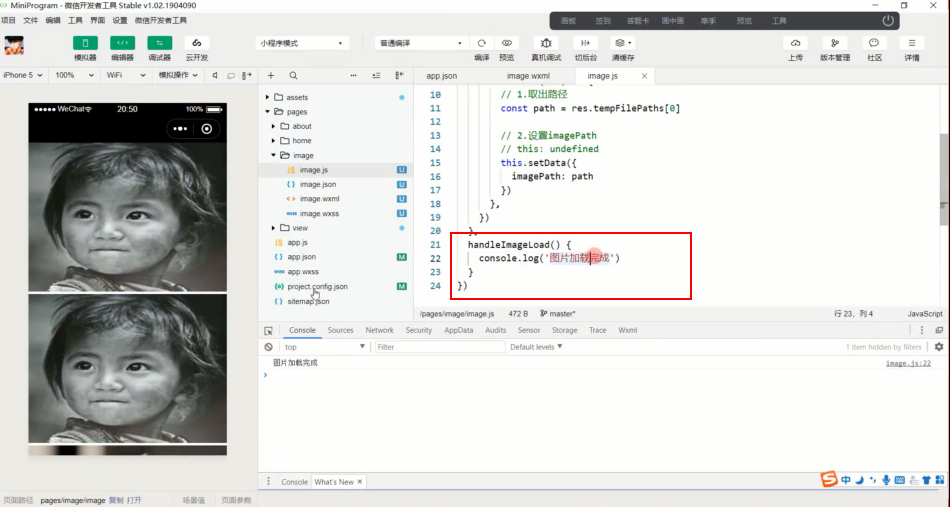 MiniProgram - 微信开发者工具 Stable v1.02.1904090
项目 文件 编辑 工具 界面 设置 微信开发者工具
画板 签到 答题卡 画中画 举手 预览 工具
模拟器 编辑器 调试器 云开发
小程序模式 普通编译
编译 预览 真机调试 切后台 清缓存
上传 版本管理 社区 详情
iPhone 5 100% WiFi 模拟操作
app.json image.wxml image.js
WeChat 20:50 100%
assets
pages
about
home
image
image.js U
image.json U
image.wxml U
image.wxss U
view
app.js
app.json M
app.wxss
project.config.json M
sitemap.json
10
// 1.取出路径
11 const path = res.tempFilePaths[0]
12
13 // 2.设置imagePath
14 // this: undefined
15 this.setData({
16 imagePath: path
17 })
18 },
19 })
20 },
21 handleImageLoad() {
22 console.log('图片加载完成')
23 }
24 })
/pages/image/image.js 472 B master* 行 23，列 4 JavaScript
Console Sources Network Security AppData Audits Sensor Storage Trace Wxml
top Filter Default levels 1 item hidden by filters
图片加载完成 image.js:22
Console What's New
中
页面路径 pages/image/image 复制 打开 场景值 页面参数